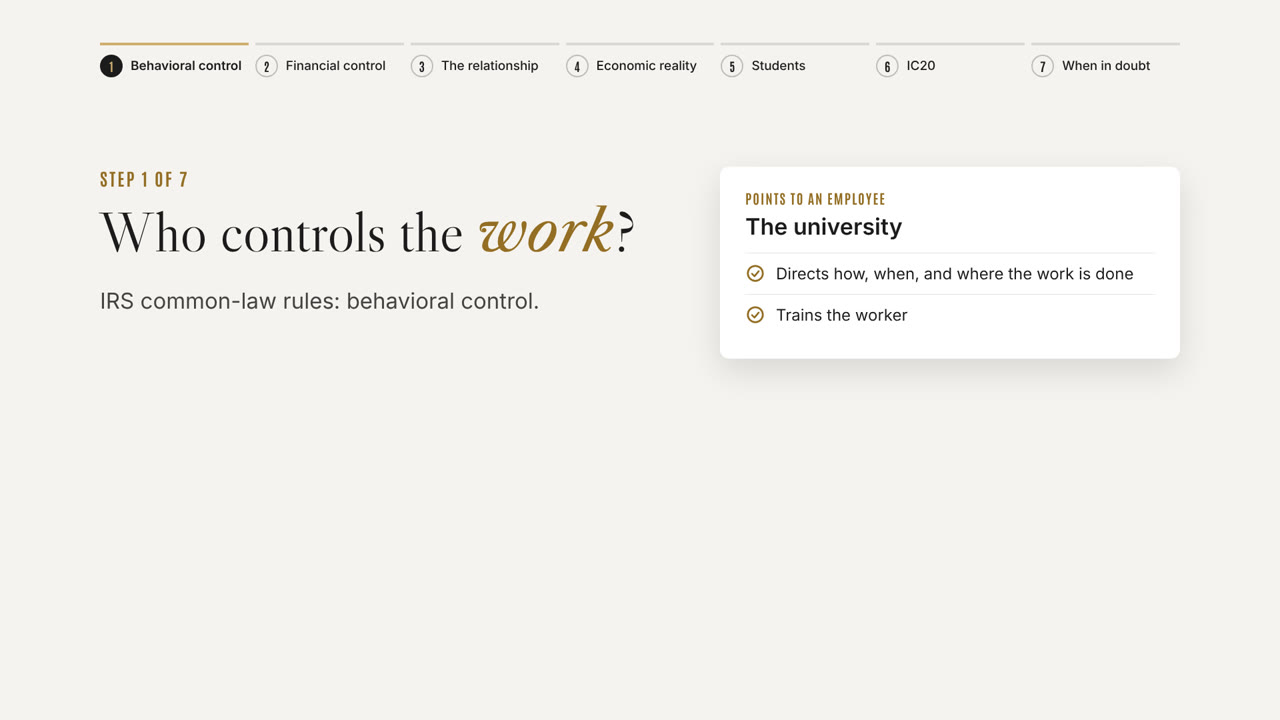 1 Behavioral control
2 Financial control
3 The relationship
4 Economic reality
5 Students
6 IC20
7 When in doubt
STEP 1 OF 7
Who controls the work?
IRS common-law rules: behavioral control.
POINTS TO AN EMPLOYEE
The university
Directs how, when, and where the work is done
Trains the worker